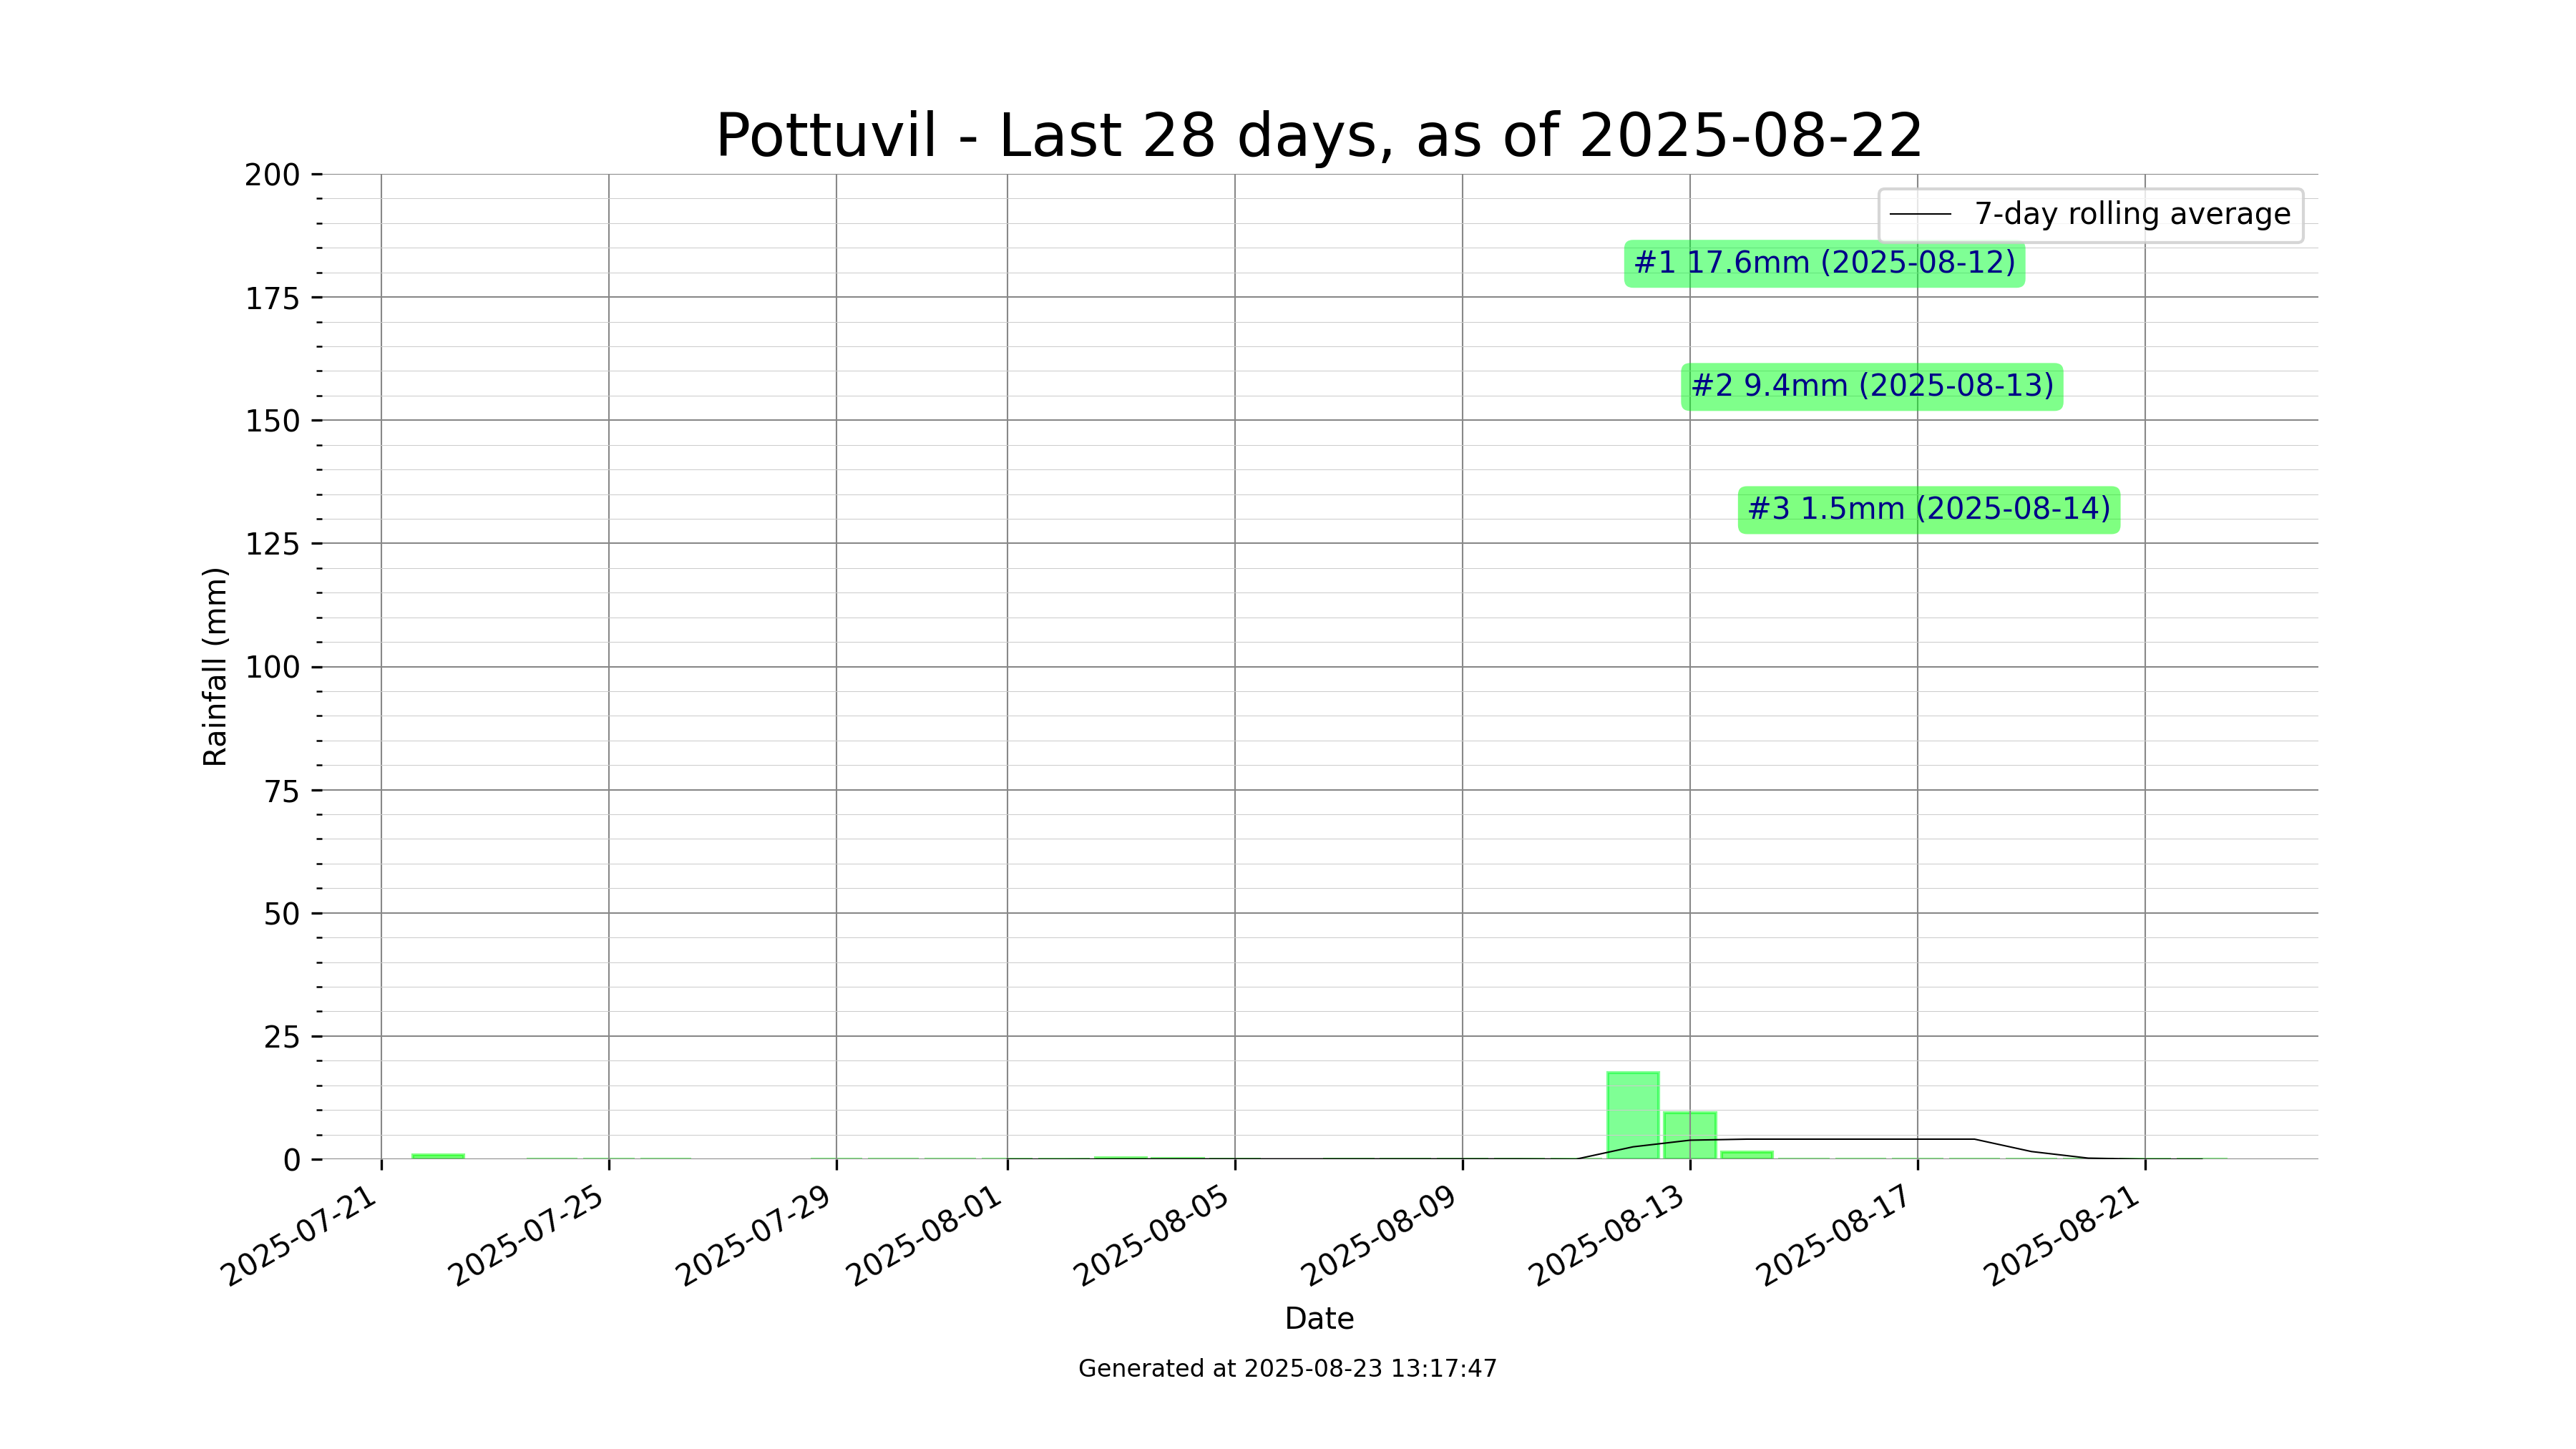 Pottuvil - Last 28 days, as of 2025-08-22
200
175
150
125
100
75
50
25
0
Rainfall (mm)
7-day rolling average
#1 17.6mm (2025-08-12)
#2 9.4mm (2025-08-13)
#3 1.5mm (2025-08-14)
2025-07-21
2025-07-25
2025-07-29
2025-08-01
2025-08-05
2025-08-09
2025-08-13
2025-08-17
2025-08-21
Date
Generated at 2025-08-23 13:17:47